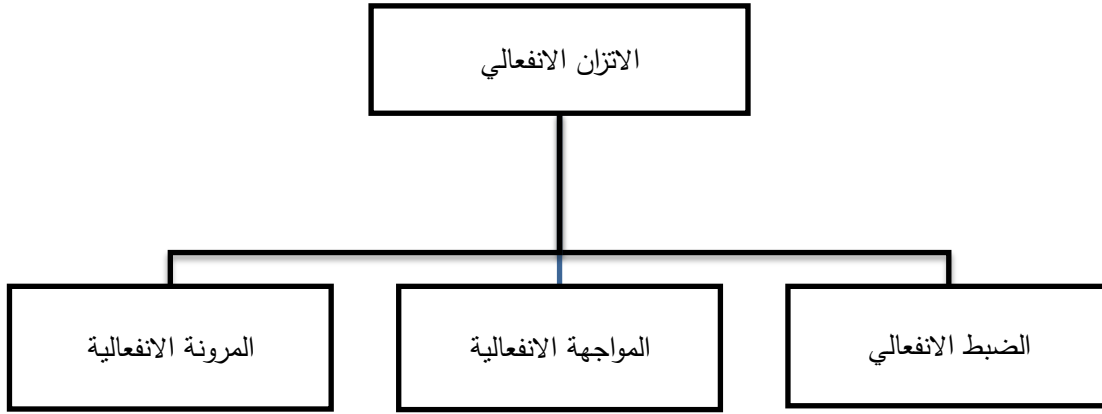 الاتزان الانفعالي
الضبط الانفعالي
المواجهة الانفعالية
المرونة الانفعالية